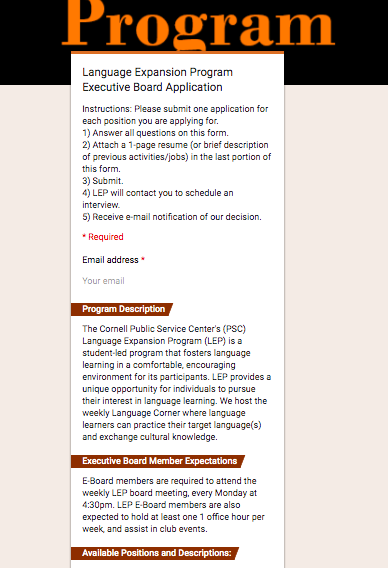 Program
Language Expansion Program
Executive Board Application
Instructions: Please submit one application for
each position you are applying for.
1) Answer all questions on this form.
2) Attach a 1-page resume (or brief description
of previous activities/jobs) in the last portion of
this form.
3) Submit.
4) LEP will contact you to schedule an
interview.
5) Receive e-mail notification of our decision.
* Required
Email address *
Your email
Program Description
The Cornell Public Service Center's (PSC)
Language Expansion Program (LEP) is a
student-led program that fosters language
learning in a comfortable, encouraging
environment for its participants. LEP provides a
unique opportunity for individuals to pursue
their interest in language learning. We host the
weekly Language Corner where language
learners can practice their target language(s)
and exchange cultural knowledge.
Executive Board Member Expectations
E-Board members are required to attend the
weekly LEP board meeting, every Monday at
4:30pm. LEP E-Board members are also
expected to hold at least one 1 office hour per
week, and assist in club events.
Available Positions and Descriptions: